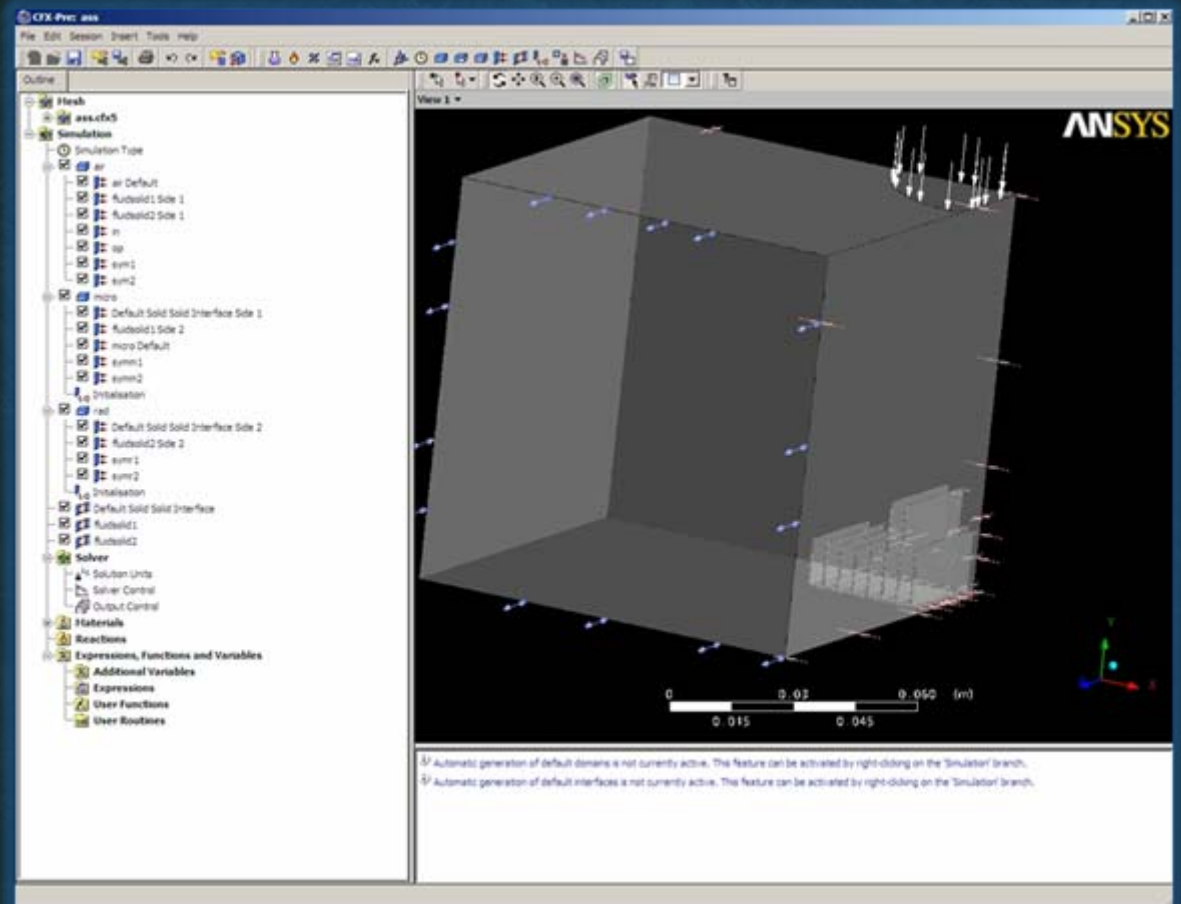 CFX-Pre: ass
File Edit Session Insert Tools Help
Outline
Mesh
ass.cfx5
Simulation
Simulation Type
air
air Default
fluidsolid1 Side 1
fluidsolid2 Side 1
in
op
sym1
sym2
micro
Default Solid Solid Interface Side 1
fluidsolid1 Side 2
micro Default
symm1
symm2
Initialisation
rad
Default Solid Solid Interface Side 2
fluidsolid2 Side 2
symr1
symr2
Initialisation
Default Solid Solid Interface
fluidsolid1
fluidsolid2
Solver
Solution Units
Solver Control
Output Control
Materials
Reactions
Expressions, Functions and Variables
Additional Variables
Expressions
User Functions
User Routines
View 1
ANSYS
0 0.03 0.060 (m)
0.015 0.045
Y
X
Automatic generation of default domains is not currently active. This feature can be activated by right-clicking on the 'Simulation' branch.
Automatic generation of default interfaces is not currently active. This feature can be activated by right-clicking on the 'Simulation' branch.